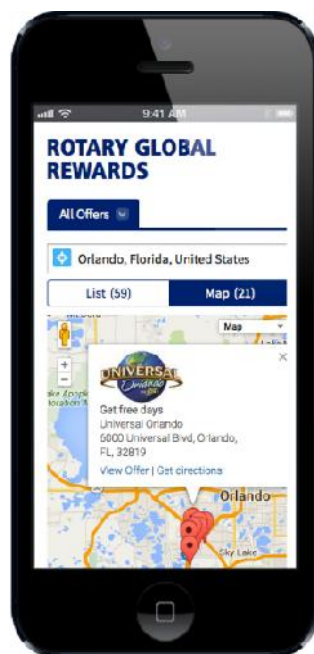 9:41 AM
ROTARY GLOBAL
REWARDS
All Offers
Orlando, Florida, United States
List (59)
Map (21)
Map
UNIVERSAL
Orlando
Get free days
Universal Orlando
6000 Universal Blvd, Orlando,
FL, 32819
View Offer | Get directions
Orlando
Sky Lake